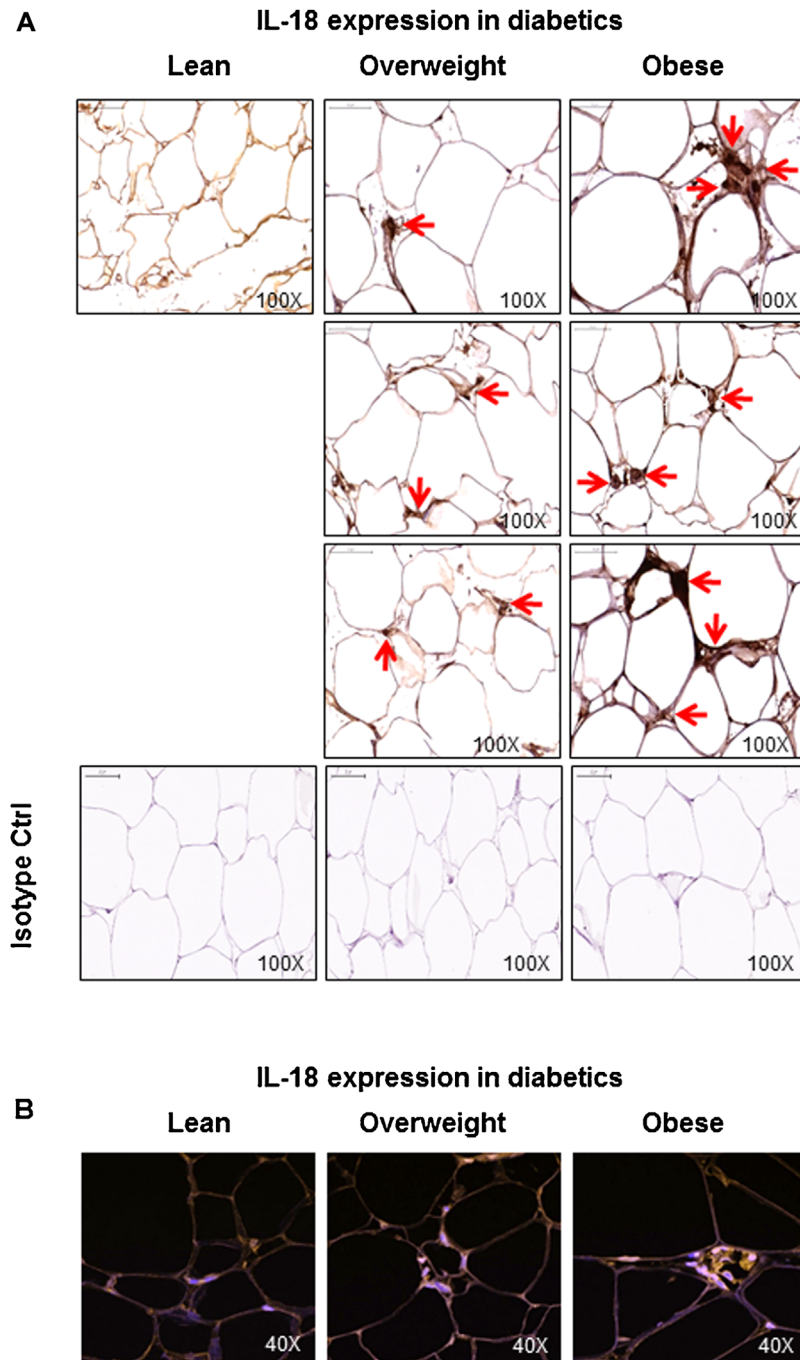 A
IL-18 expression in diabetics
Lean Overweight Obese
100X 100X 100X
100X 100X
100X 100X
Isotype Ctrl
100X 100X 100X
IL-18 expression in diabetics
B
Lean Overweight Obese
40X 40X 40X